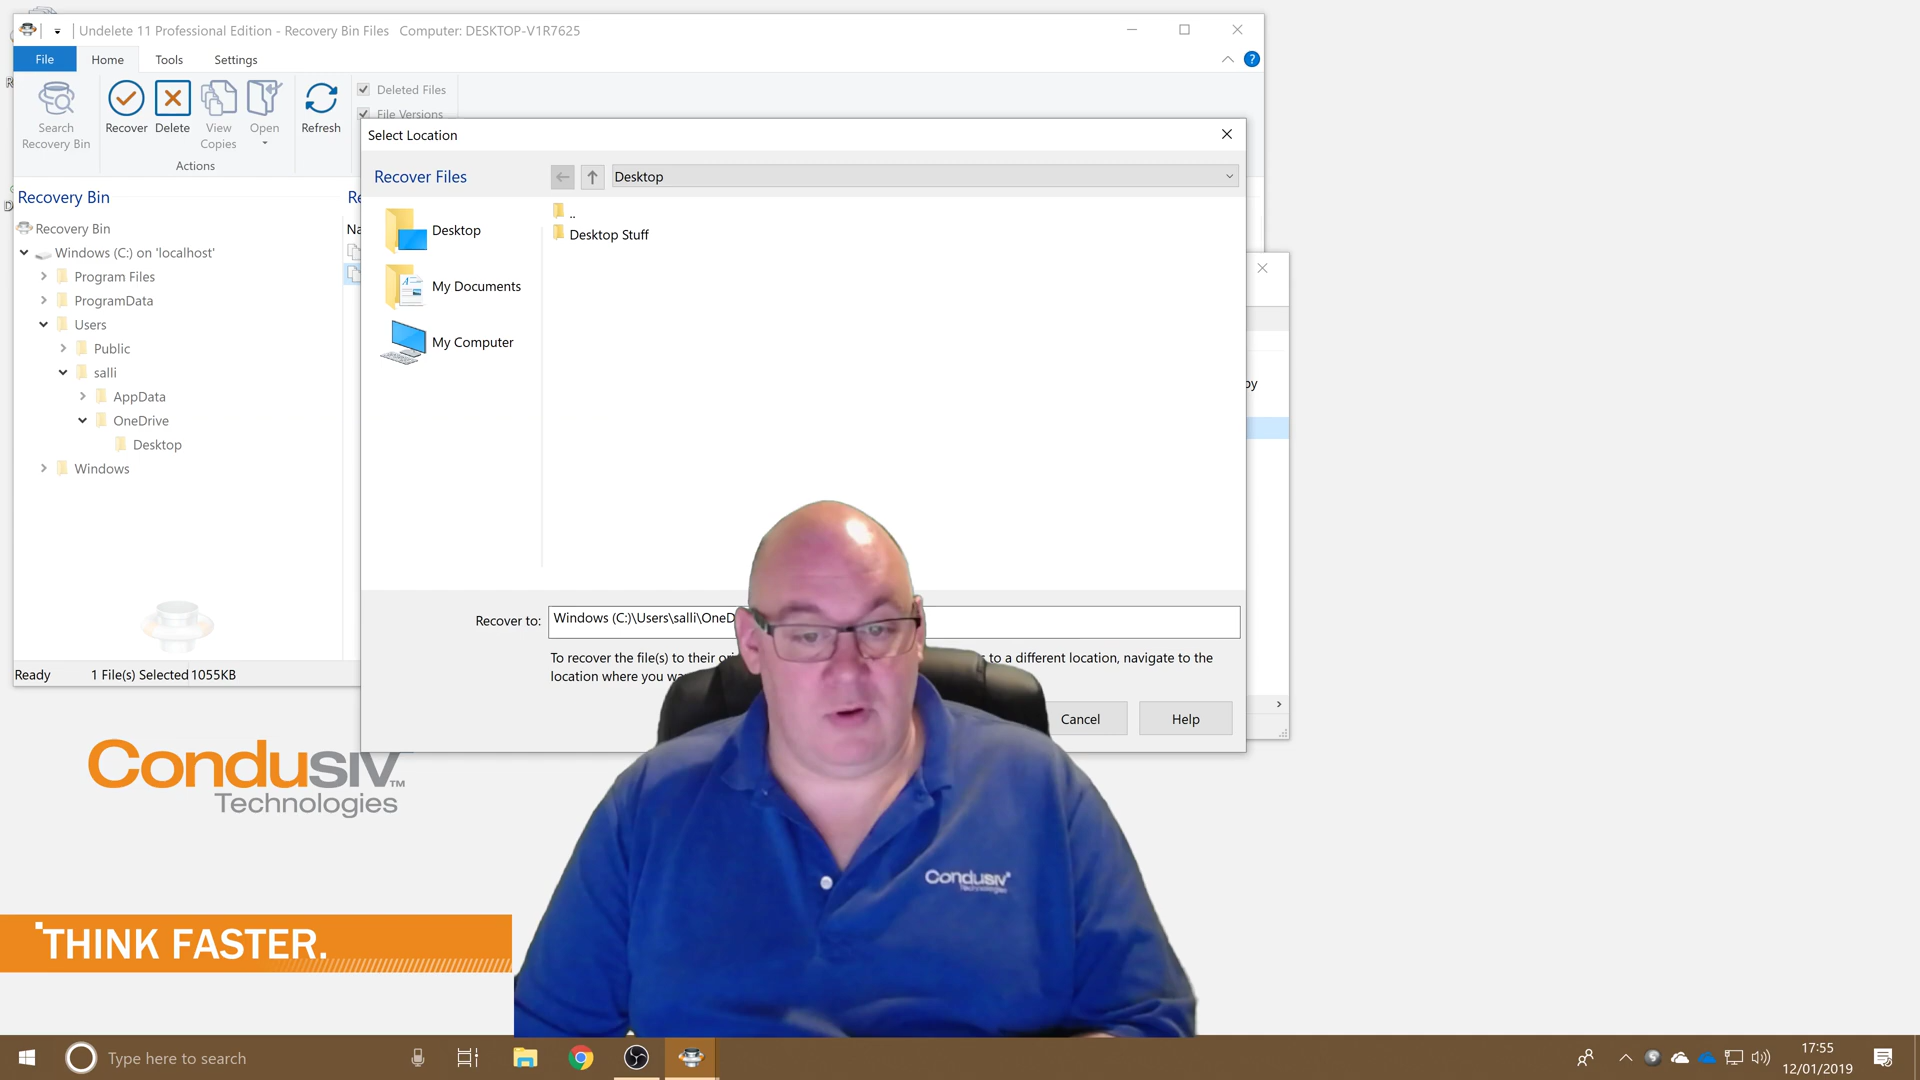 Undelete 11 Professional Edition - Recovery Bin Files   Computer: DESKTOP-V1R7625
File
Home
Tools
Settings
Search Recovery Bin
Recover
Delete
View Copies
Open
Refresh
Deleted Files
File Versions
Actions
Select Location
Recover Files
Desktop
..
Desktop Stuff
Desktop
My Documents
My Computer
Recovery Bin
Recovery Bin
Windows (C:) on 'localhost'
Program Files
ProgramData
Users
Public
salli
AppData
OneDrive
Desktop
Windows
by
Recover to:
Windows (C:)\Users\salli\OneD
To recover the file(s) to their to a different location, navigate to the
location where you
Cancel
Help
Ready
1 File(s) Selected 1055KB
Condusiv™
Technologies
Condusiv
Technologies
THINK FASTER.
Type here to search
17:55
12/01/2019